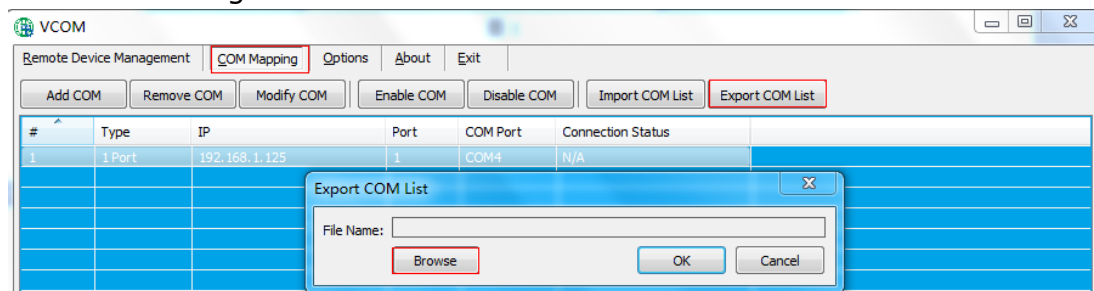 VCOM
Remote Device Management COM Mapping Options About Exit
Add COM Remove COM Modify COM Enable COM Disable COM Import COM List Export COM List
# Type IP Port COM Port Connection Status
1 1 Port 192.168.1.125 1 COM4 N/A
Export COM List
File Name:
Browse OK Cancel